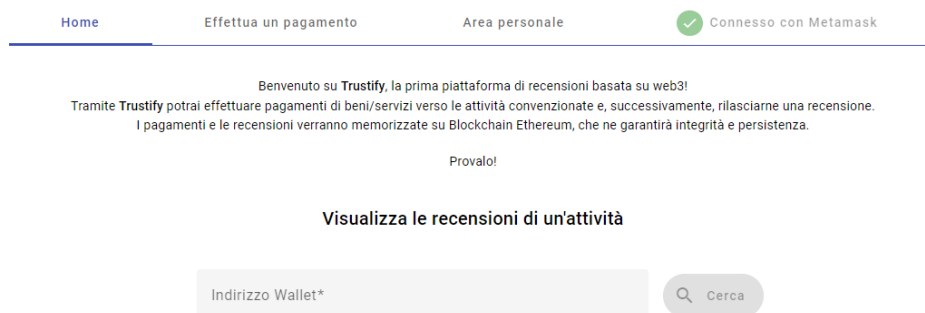 Home Effettua un pagamento Area personale Connesso con Metamask
Benvenuto su Trustify, la prima piattaforma di recensioni basata su web3!
Tramite Trustify potrai effettuare pagamenti di beni/servizi verso le attività convenzionate e, successivamente, rilasciarne una recensione.
I pagamenti e le recensioni verranno memorizzate su Blockchain Ethereum, che ne garantirà integrità e persistenza.
Provalo!
Visualizza le recensioni di un'attività
Indirizzo Wallet* Cerca